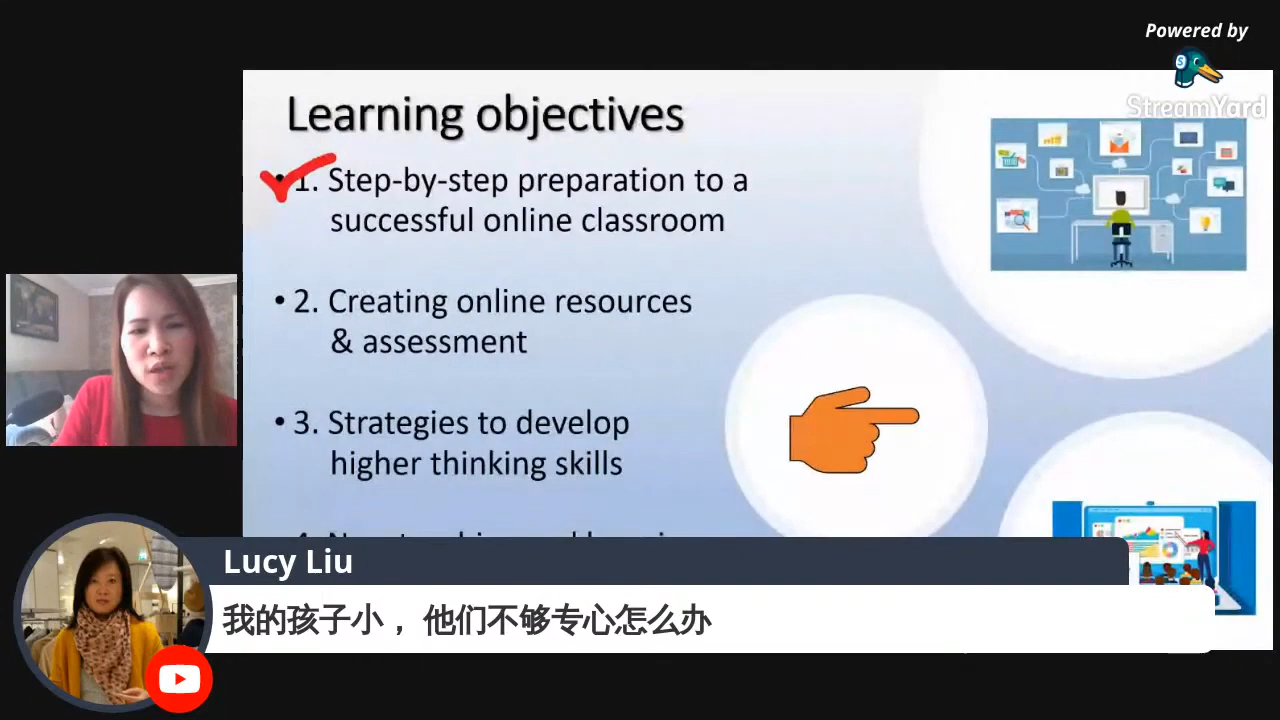 Powered by
StreamYard
Learning objectives
• 1. Step-by-step preparation to a
successful online classroom
• 2. Creating online resources
& assessment
• 3. Strategies to develop
higher thinking skills
Lucy Liu
我的孩子小， 他们不够专心怎么办